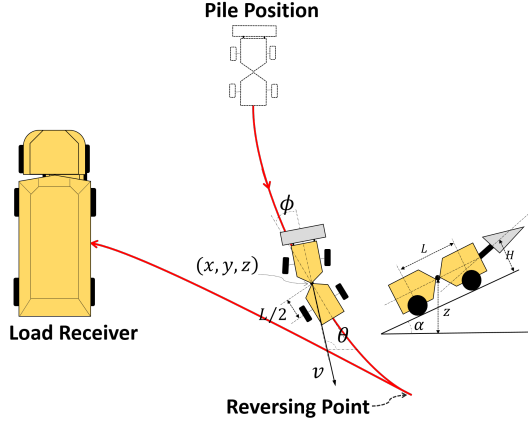 Pile Position
ϕ
(x, y, z)
L
H
L/2
z
α
θ
Load Receiver
v
Reversing Point